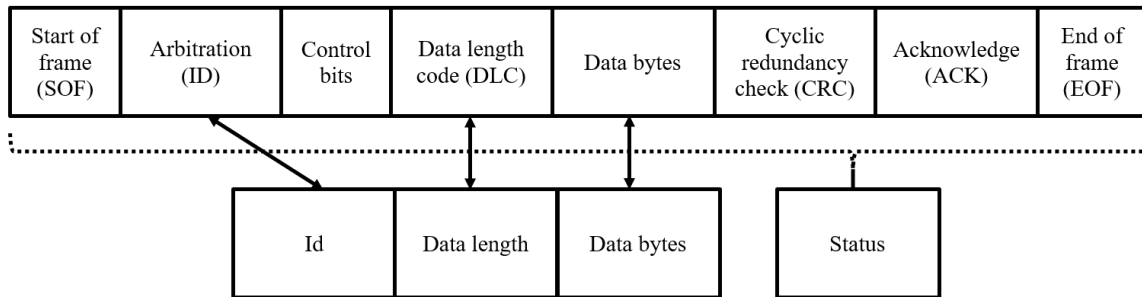 Start of
frame
(SOF)
Arbitration
(ID)
Control
bits
Data length
code (DLC)
Data bytes
Cyclic
redundancy
check (CRC)
Acknowledge
(ACK)
End of
frame
(EOF)
Id
Data length
Data bytes
Status